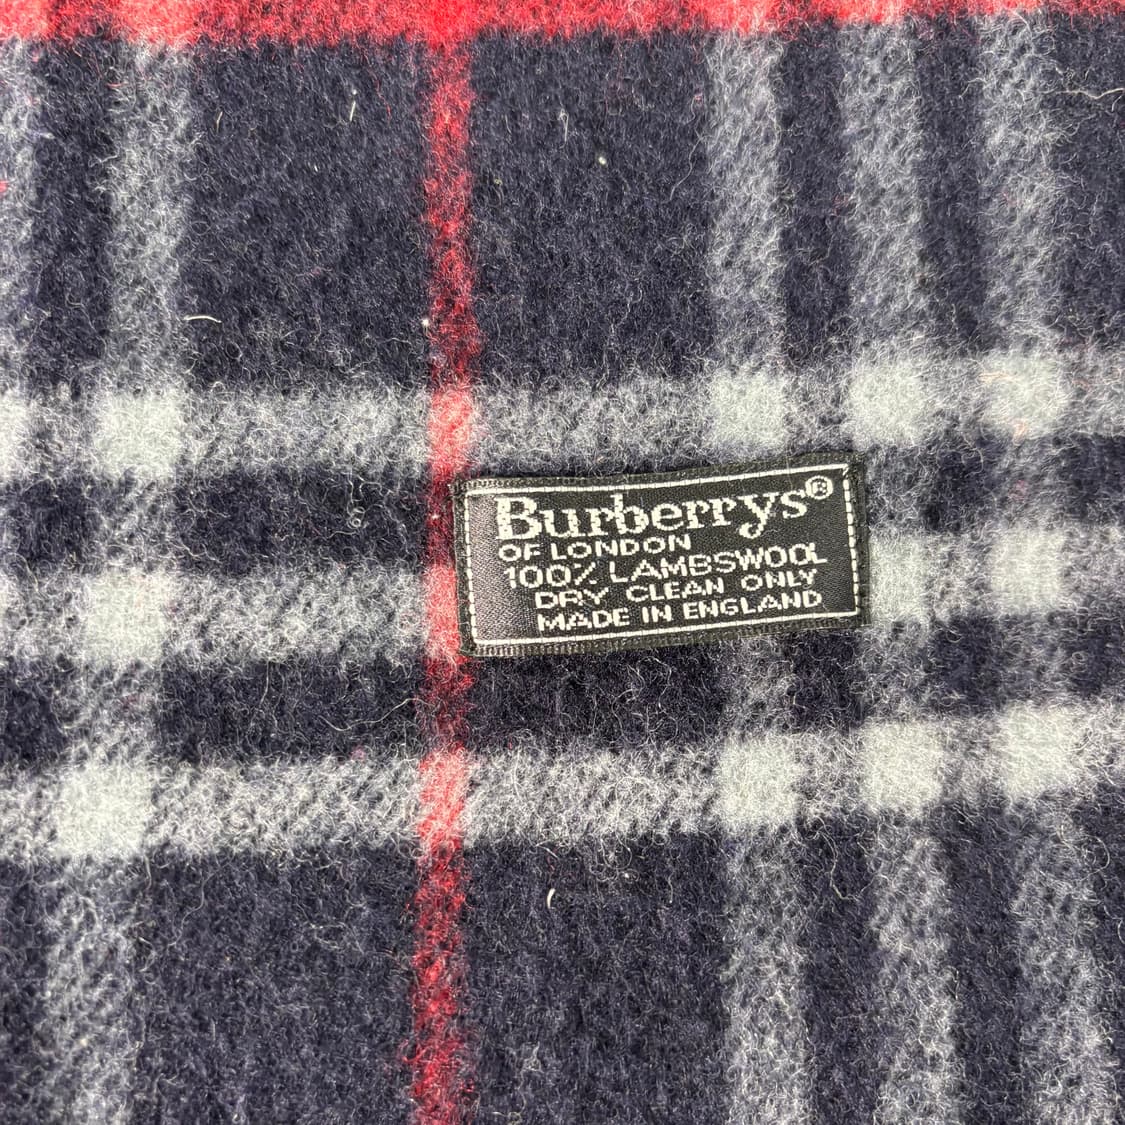 Burberrys®
OF LONDON
100% LAMBSWOOL
DRY CLEAN ONLY
MADE IN ENGLAND